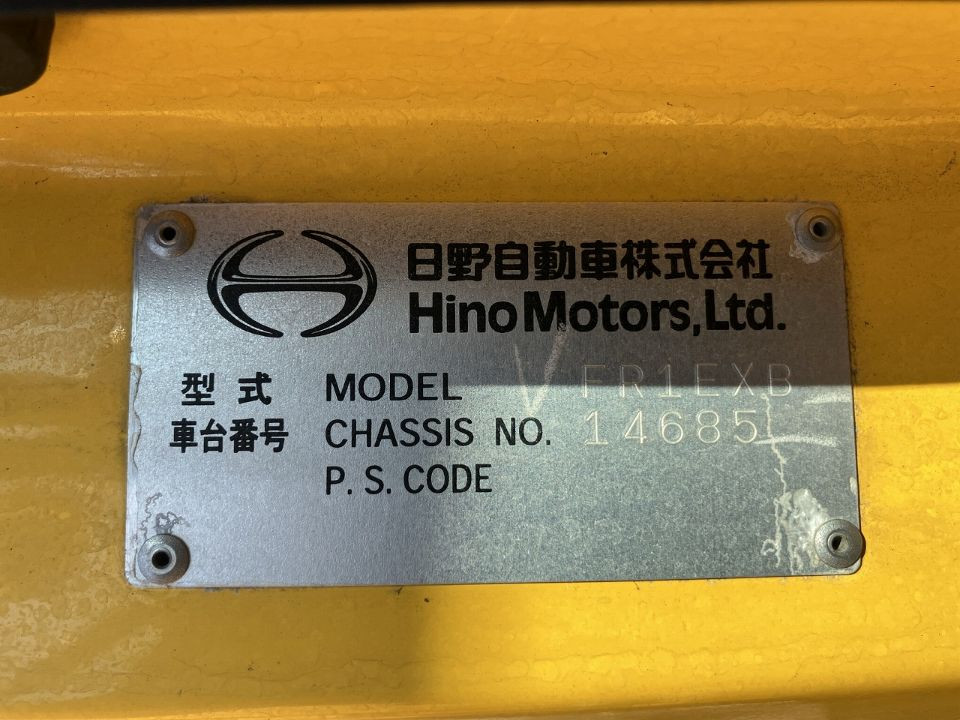 日野自動車株式会社
Hino Motors, Ltd.
型式 MODEL FR1EXB
車台番号 CHASSIS NO. 14685
P. S. CODE